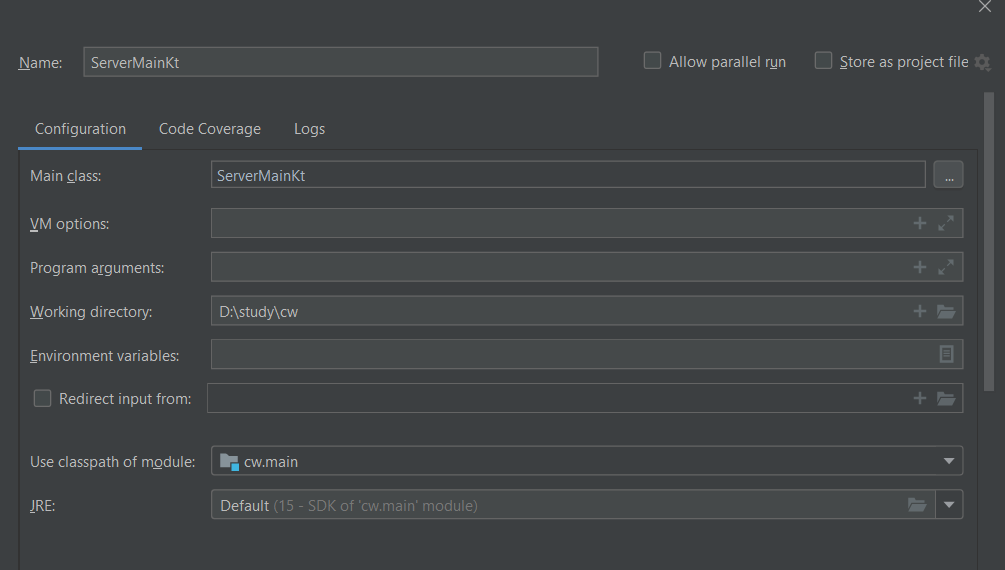 Name: ServerMainKt Allow parallel run Store as project file
Configuration Code Coverage Logs
Main class: ServerMainKt ...
VM options:
Program arguments:
Working directory: D:\study\cw
Environment variables:
Redirect input from:
Use classpath of module: cw.main
JRE: Default (15 - SDK of 'cw.main' module)